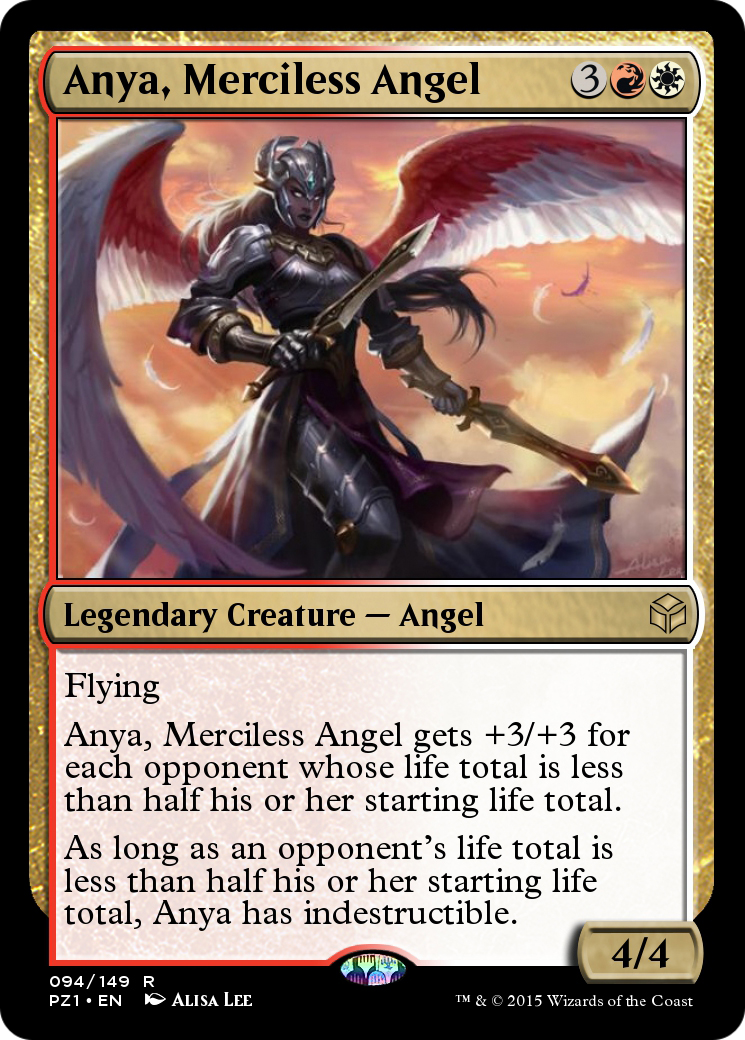 Anya, Merciless Angel 3
Legendary Creature — Angel
Flying
Anya, Merciless Angel gets +3/+3 for
each opponent whose life total is less
than half his or her starting life total.
As long as an opponent's life total is
less than half his or her starting life
total, Anya has indestructible.
4/4
094/149 R
PZ1 • EN ALISA LEE
™ & © 2015 Wizards of the Coast